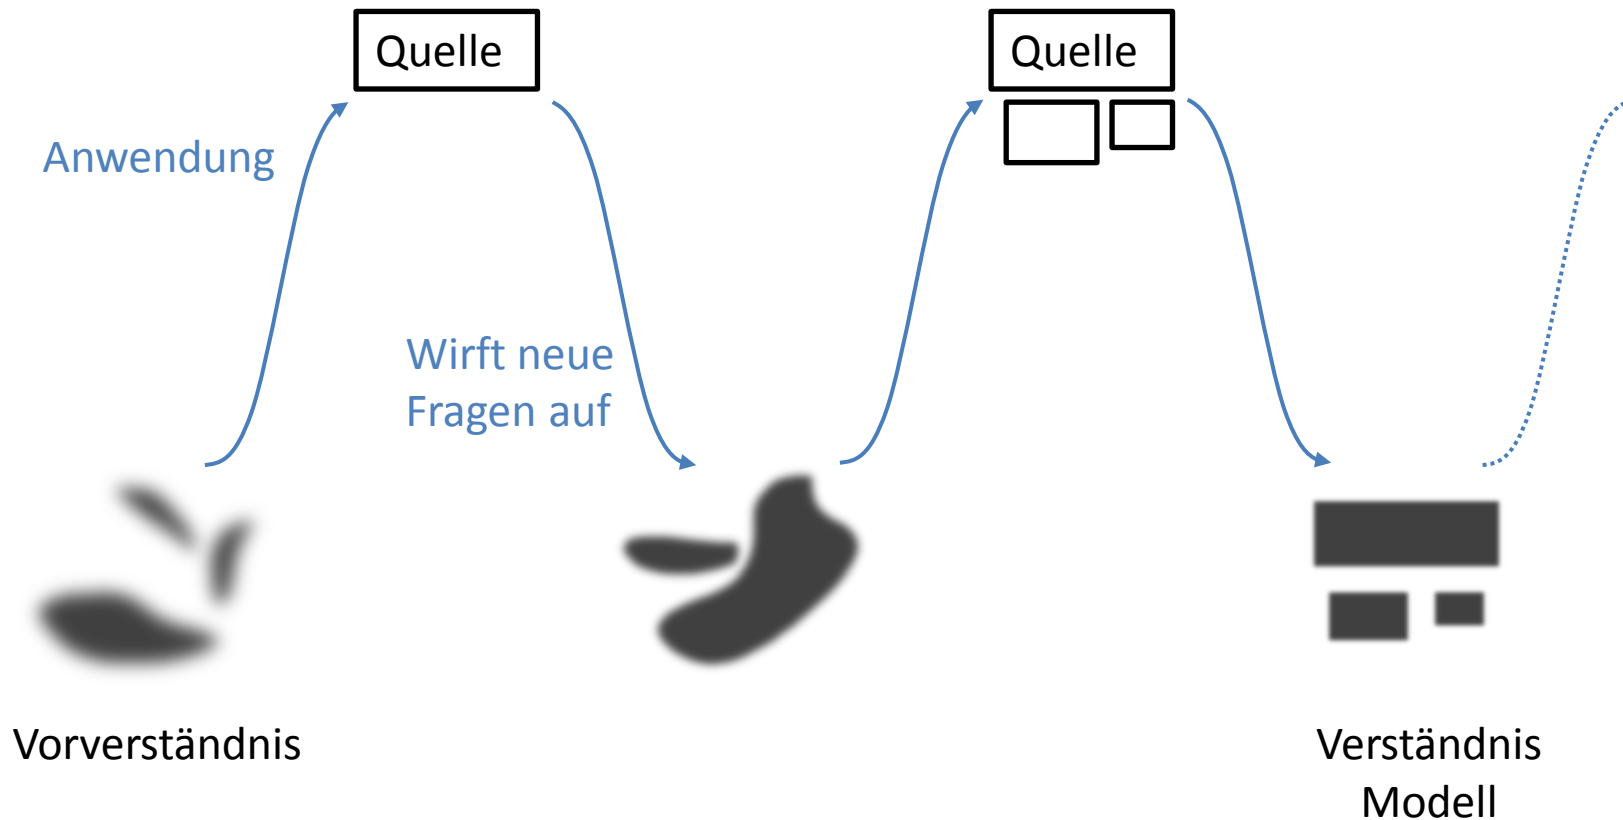 Quelle
Quelle
Anwendung
Wirft neue
Fragen auf
Vorverständnis
Verständnis
Modell